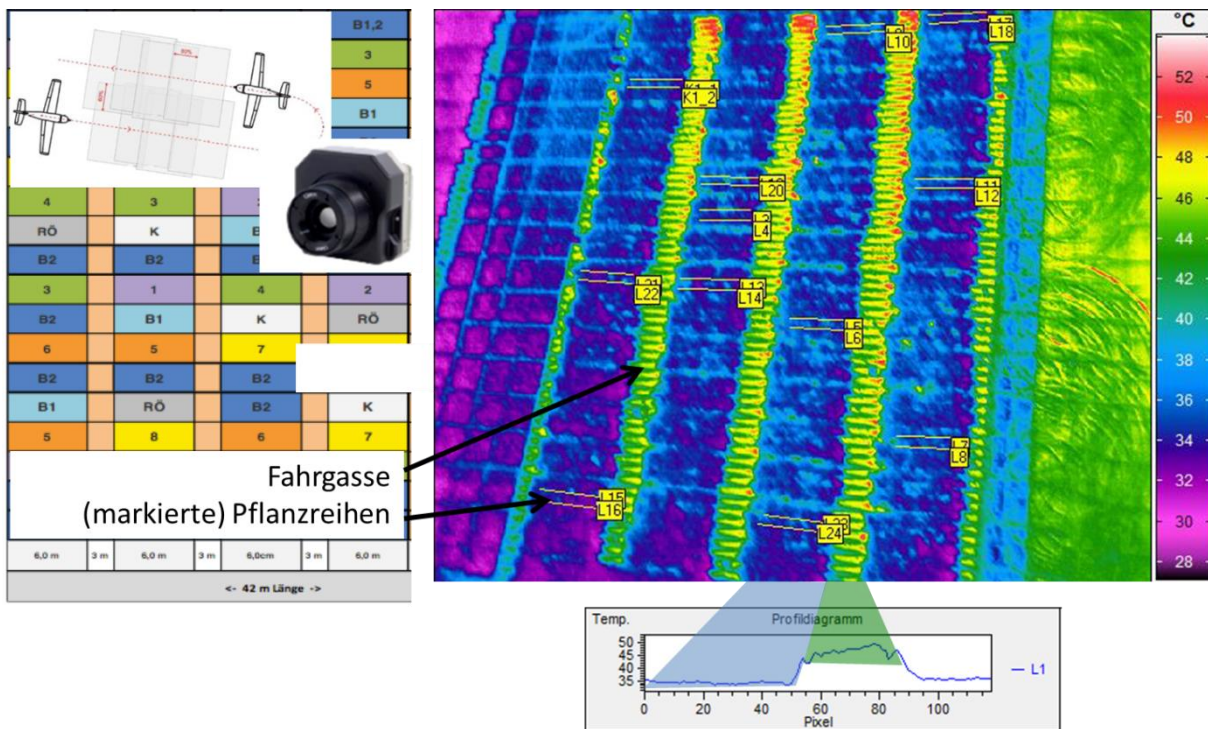 B1,2
3
5
B1
4 3
RÖ K B
B2 B2
3 1 4 2
B2 B1 K RÖ
6 5 7
B2 B2 B2
B1 RÖ B2 K
5 8 6 7
Fahrgasse
(markierte) Pflanzreihen
6,0 m 3 m 6,0 m 3 m 6,0cm 3 m 6,0 m
<- 42 m Länge ->
L18
L10
K1_2
L20
L12
L4
L22
L14
L6
L8
L16
L24
°C
52
50
48
46
44
42
40
38
36
34
32
30
28
Temp. Profildiagramm
50
45
40
35
L1
0 20 40 60 80 100
Pixel